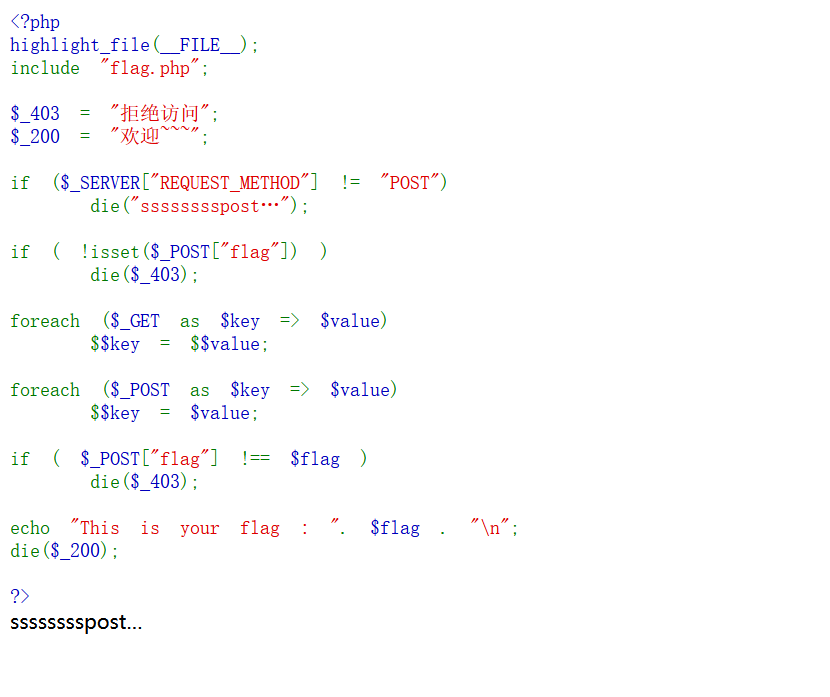 <?php
highlight_file(__FILE__);
include "flag.php";
$_403 = "拒绝访问";
$_200 = "欢迎~~~";
if ($_SERVER["REQUEST_METHOD"] != "POST")
die("sssssssspost…");
if ( !isset($_POST["flag"]) )
die($_403);
foreach ($_GET as $key => $value)
$$key = $$value;
foreach ($_POST as $key => $value)
$$key = $value;
if ( $_POST["flag"] !== $flag )
die($_403);
echo "This is your flag : ". $flag . "\n";
die($_200);
?>
sssssssspost…